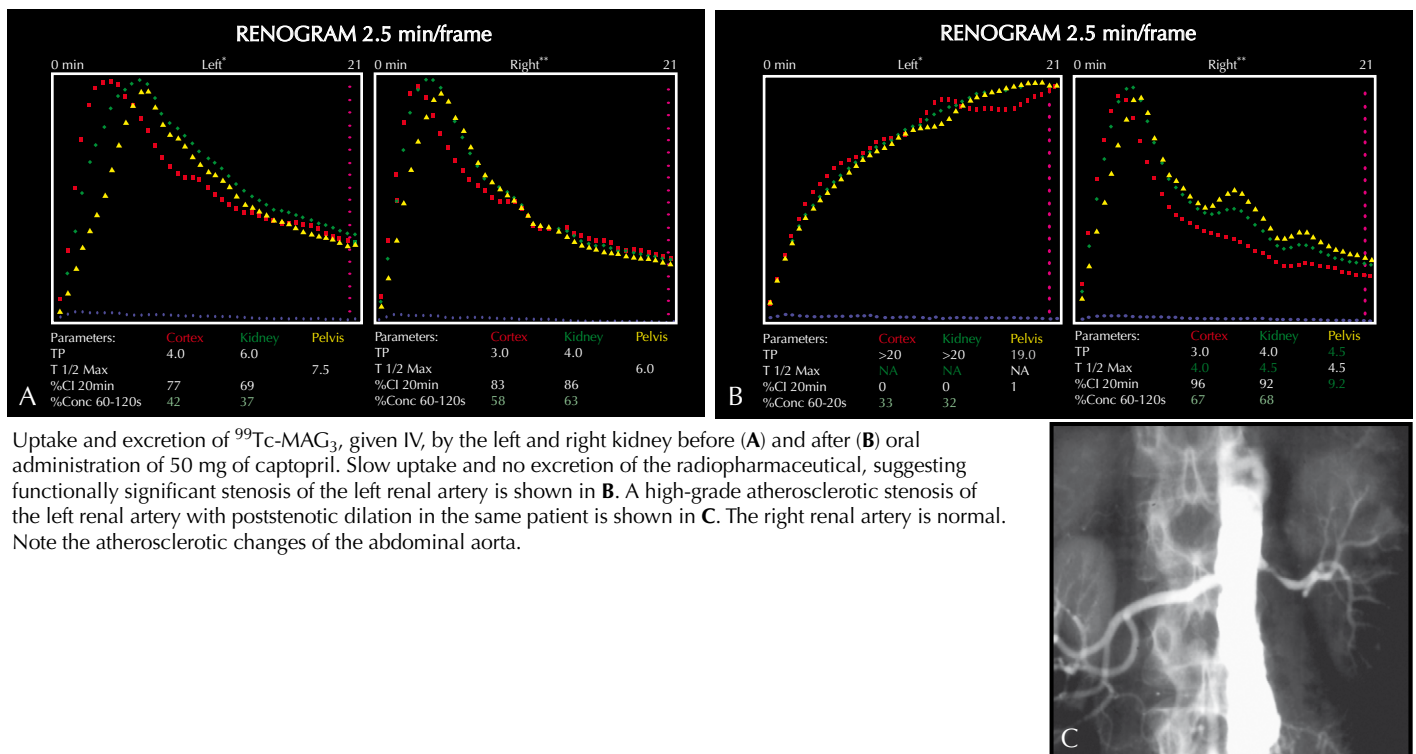 RENOGRAM 2.5 min/frame
0 min Left* 21 0 min Right** 21
Parameters: Cortex Kidney Pelvis Parameters: Cortex Kidney Pelvis
TP 4.0 6.0 TP 3.0 4.0
T 1/2 Max 7.5 T 1/2 Max 6.0
%CI 20min 77 69 %CI 20min 83 86
%Conc 60-120s 42 37 %Conc 60-120s 58 63
A
RENOGRAM 2.5 min/frame
0 min Left* 21 0 min Right** 21
Parameters: Cortex Kidney Pelvis Parameters: Cortex Kidney Pelvis
TP >20 >20 19.0 TP 3.0 4.0 4.5
T 1/2 Max NA NA NA T 1/2 Max 4.0 4.5 4.5
%CI 20min 0 0 1 %CI 20min 96 92 9.2
%Conc 60-20s 33 32 %Conc 60-120s 67 68
B
Uptake and excretion of ⁹⁹Tc-MAG₃, given IV, by the left and right kidney before (A) and after (B) oral
administration of 50 mg of captopril. Slow uptake and no excretion of the radiopharmaceutical, suggesting
functionally significant stenosis of the left renal artery is shown in B. A high-grade atherosclerotic stenosis of
the left renal artery with poststenotic dilation in the same patient is shown in C. The right renal artery is normal.
Note the atherosclerotic changes of the abdominal aorta.
C